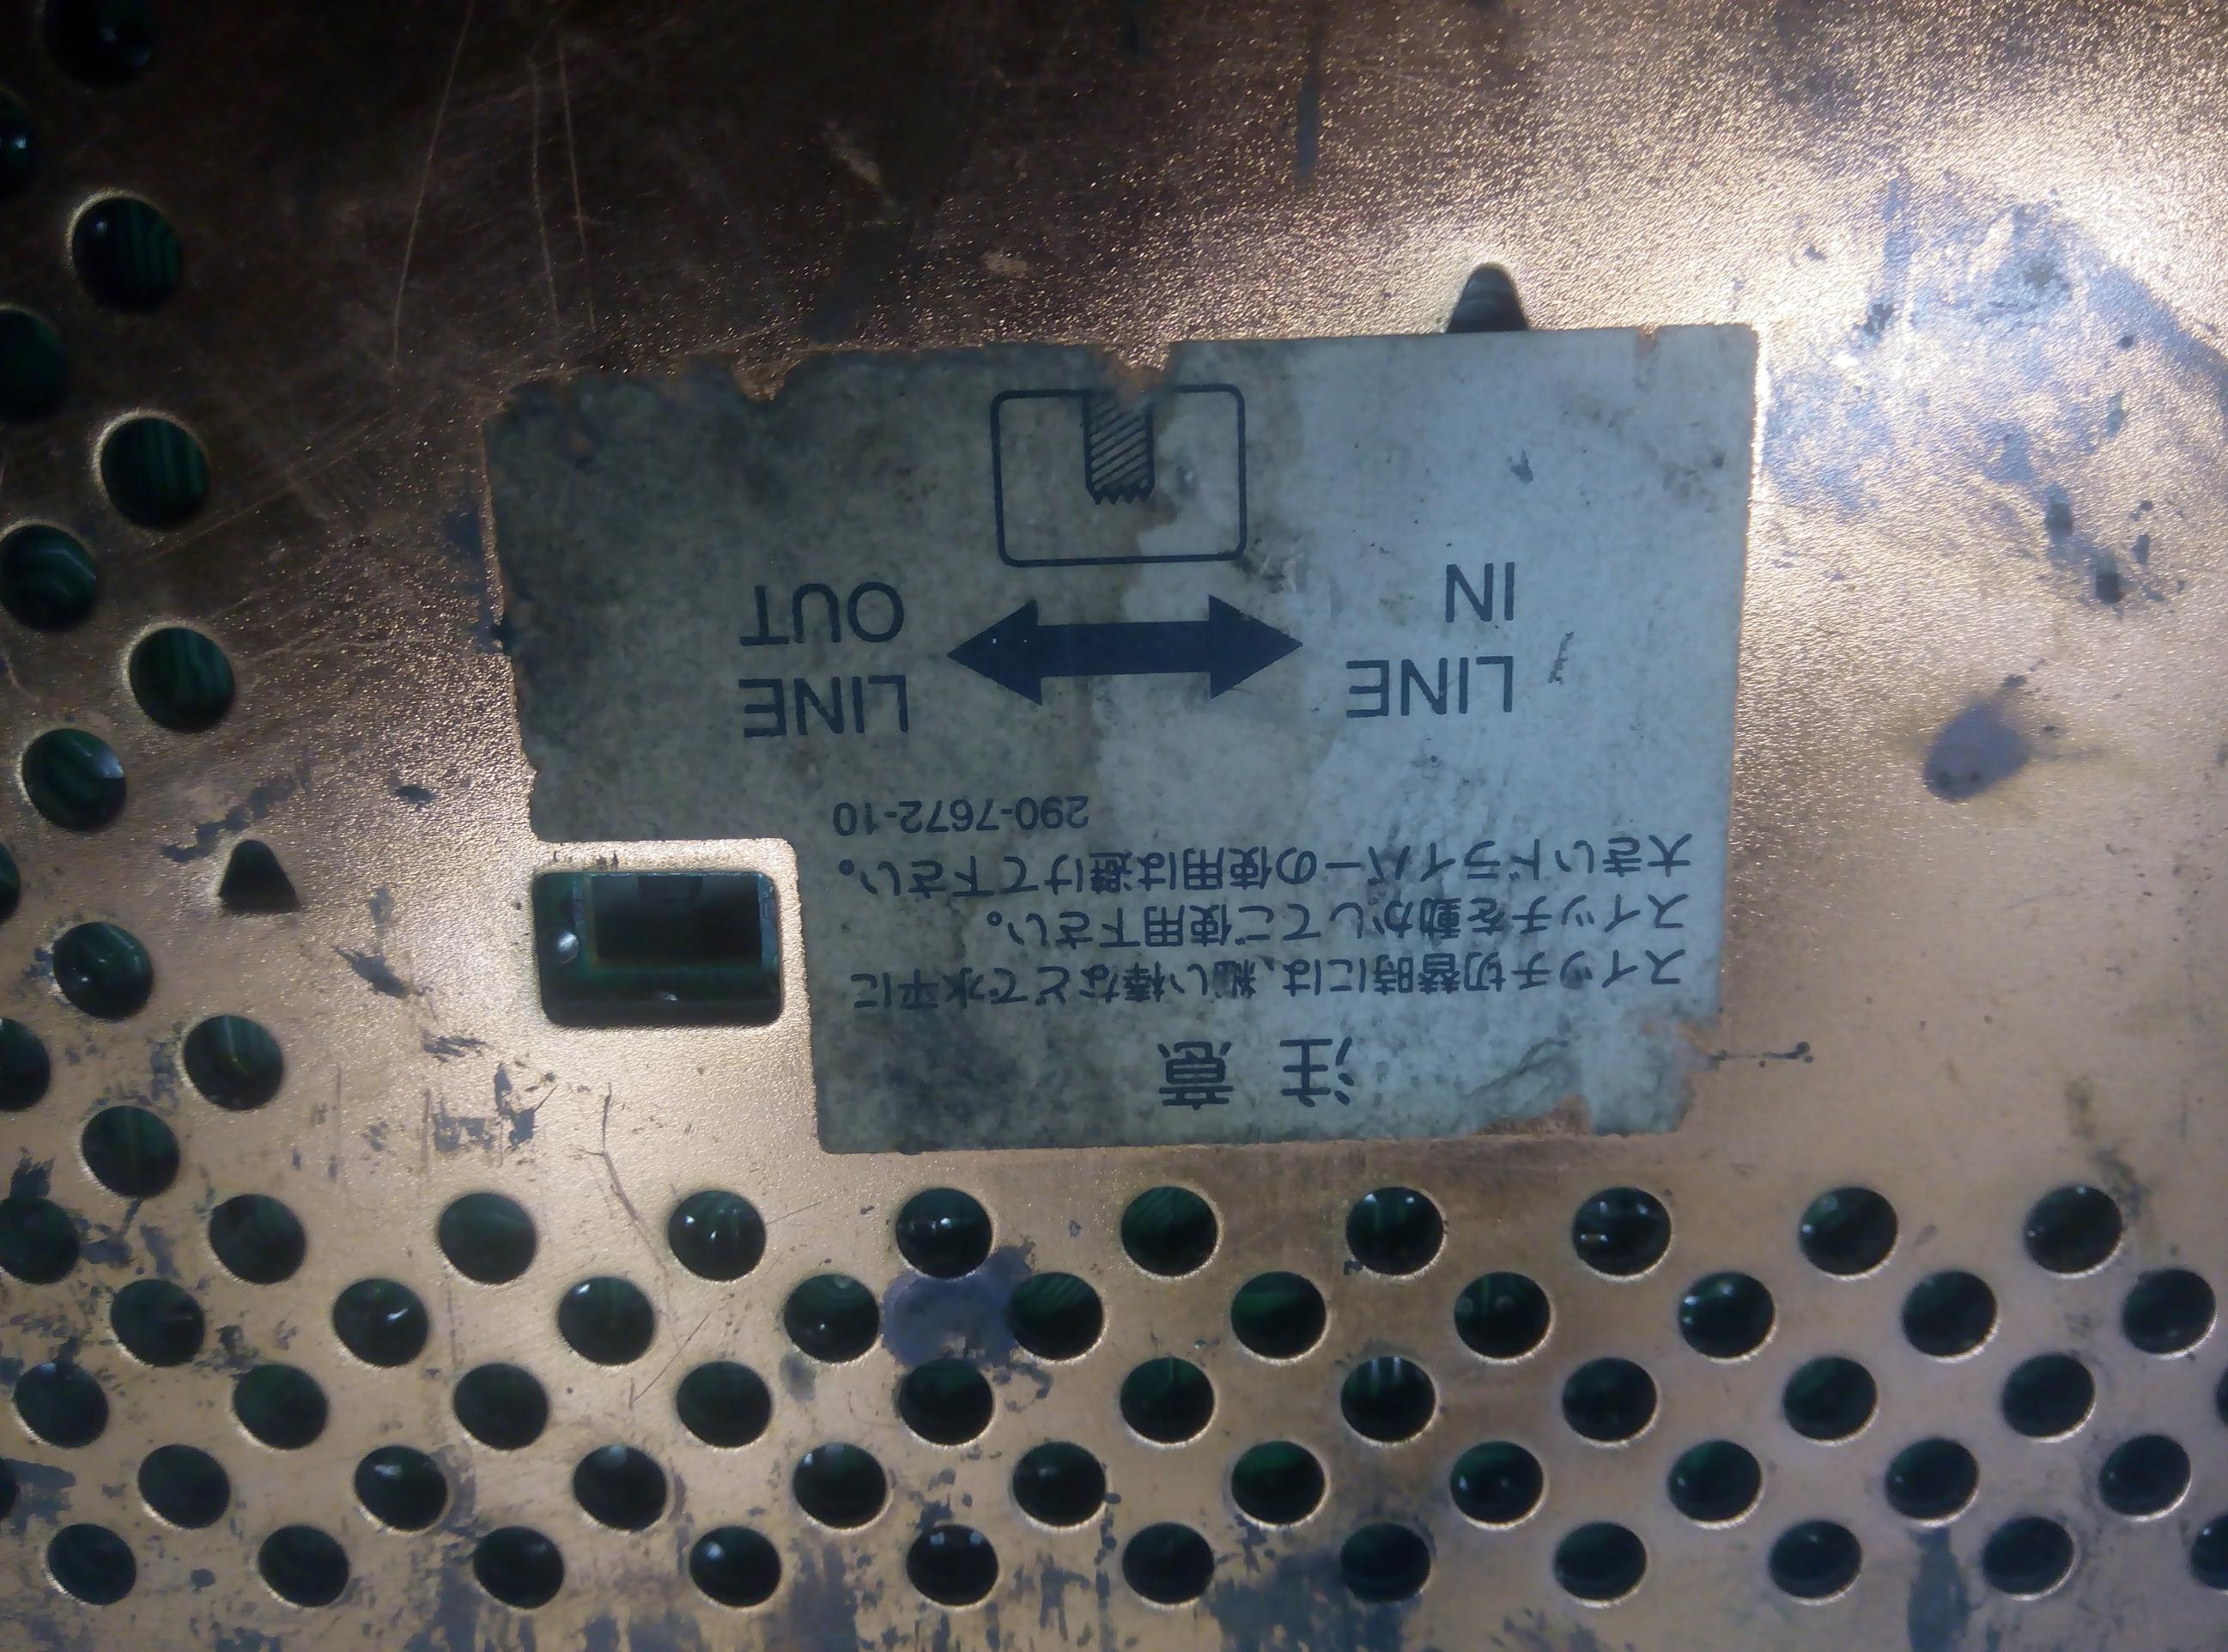 注意
スイッチ切替時には、細い棒などで水平に
スイッチを動かしてご使用下さい。
大きいドライバーの使用は避けて下さい。
290-7672-10
LINE IN
LINE OUT